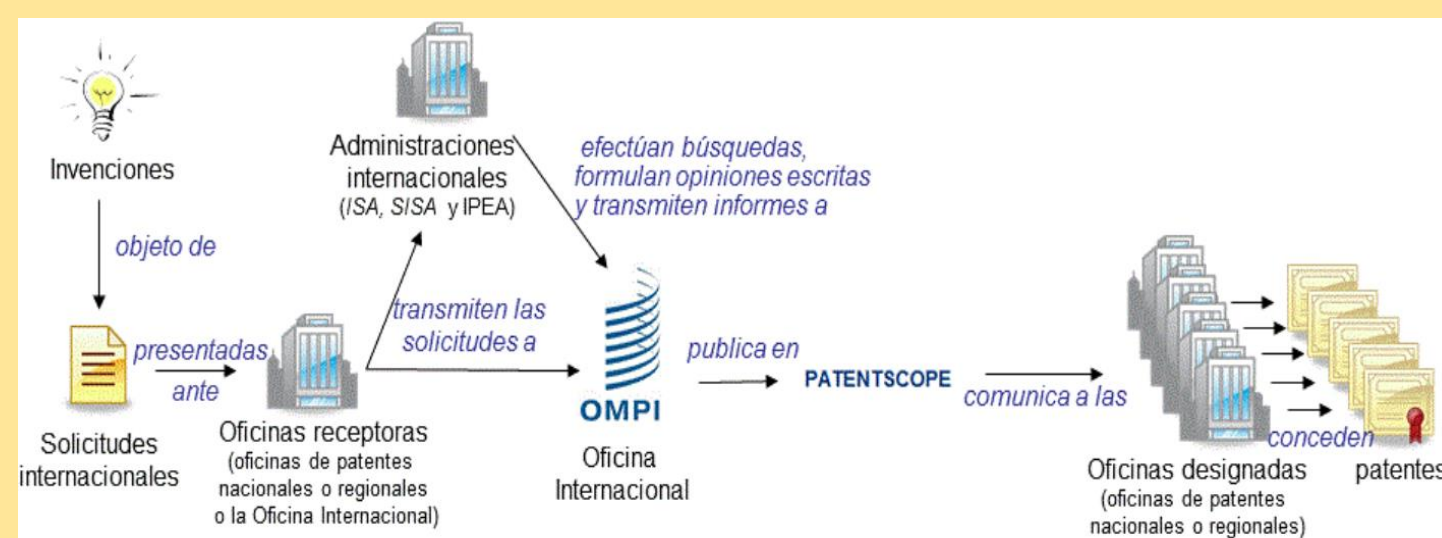 Invenciones
objeto de
Solicitudes
internacionales
presentadas
ante
Oficinas receptoras
(oficinas de patentes
nacionales o regionales
o la Oficina Internacional)
transmiten las
solicitudes a
Administraciones
internacionales
(ISA, SISA y IPEA)
efectúan búsquedas,
formulan opiniones escritas
y transmiten informes a
OMPI
Oficina
Internacional
publica en
PATENTSCOPE
comunica a las
Oficinas designadas
(oficinas de patentes
nacionales o regionales)
conceden
patentes